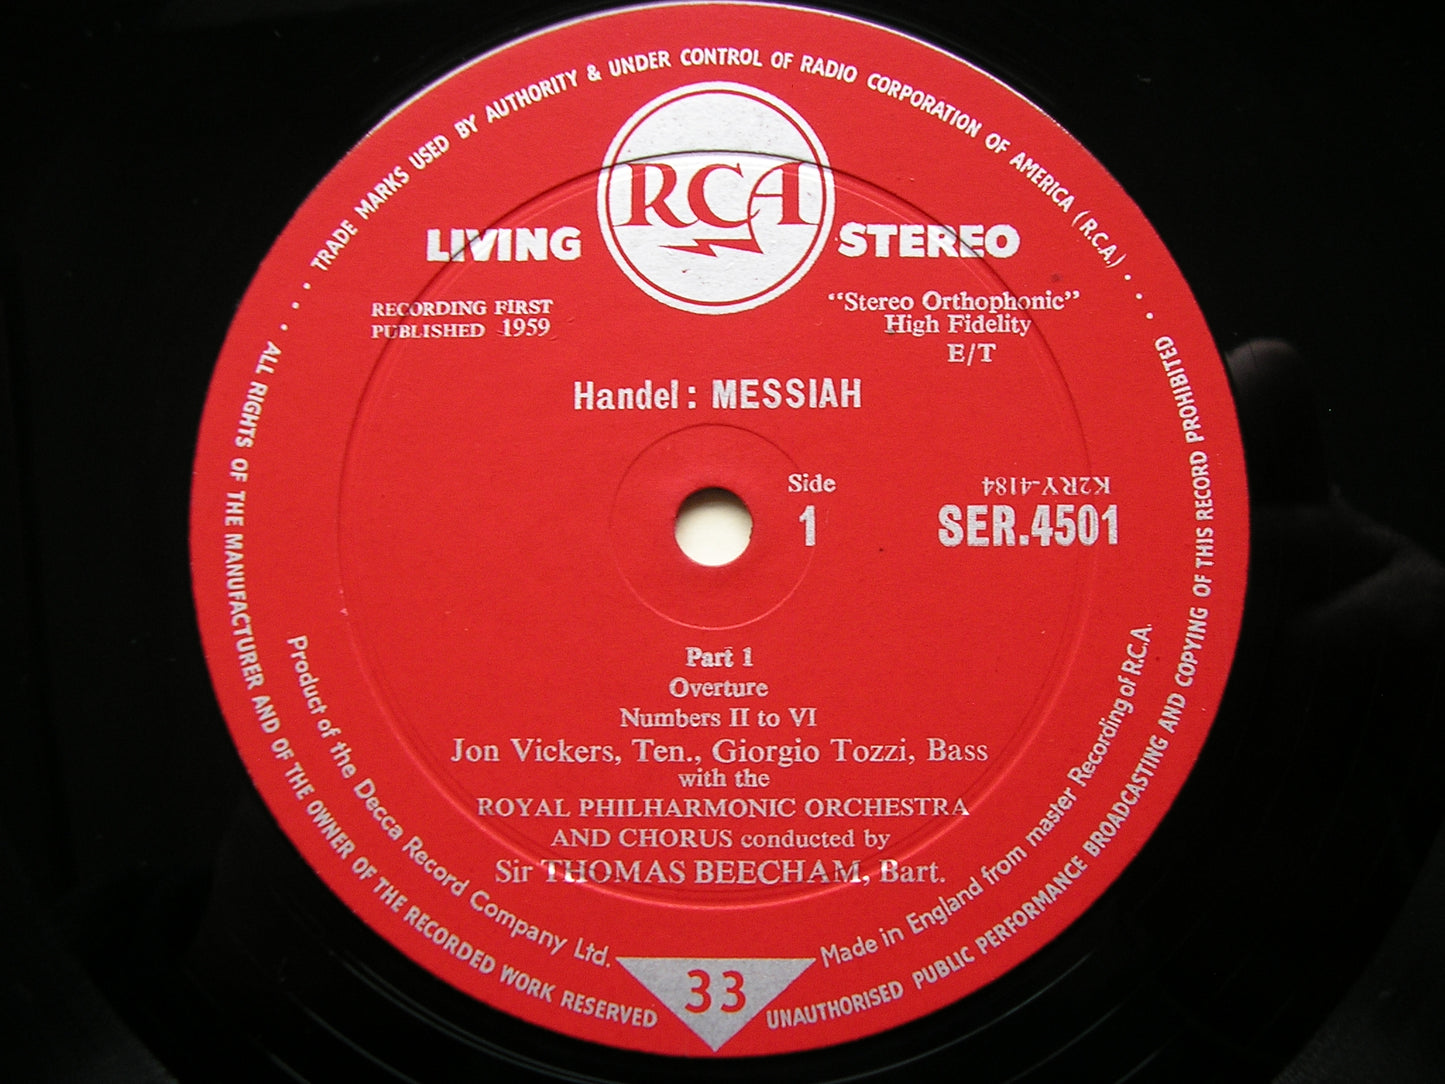 TRADE MARKS USED BY AUTHORITY & UNDER CONTROL OF RADIO CORPORATION OF AMERICA (R.C.A.)
RCA
LIVING STEREO
RECORDING FIRST
PUBLISHED 1959
"Stereo Orthophonic"
High Fidelity
E/T
Handel: MESSIAH
Side
1
K2RY-4184
SER.4501
Part 1
Overture
Numbers II to VI
Jon Vickers, Ten., Giorgio Tozzi, Bass
with the
ROYAL PHILHARMONIC ORCHESTRA
AND CHORUS conducted by
Sir THOMAS BEECHAM, Bart.
Product of the Decca Record Company Ltd.
33
Made in England from master Recording of R.C.A.
ALL RIGHTS OF THE MANUFACTURER AND OF THE OWNER OF THE RECORDED WORK RESERVED
UNAUTHORISED PUBLIC PERFORMANCE BROADCASTING AND COPYING OF THIS RECORD PROHIBITED